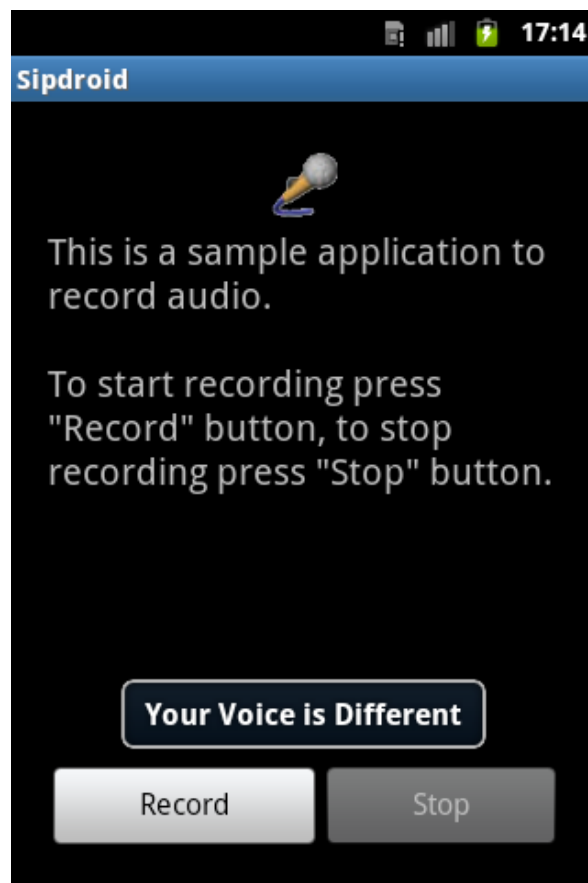 17:14
Sipdroid
This is a sample application to
record audio.
To start recording press
"Record" button, to stop
recording press "Stop" button.
Your Voice is Different
Record
Stop